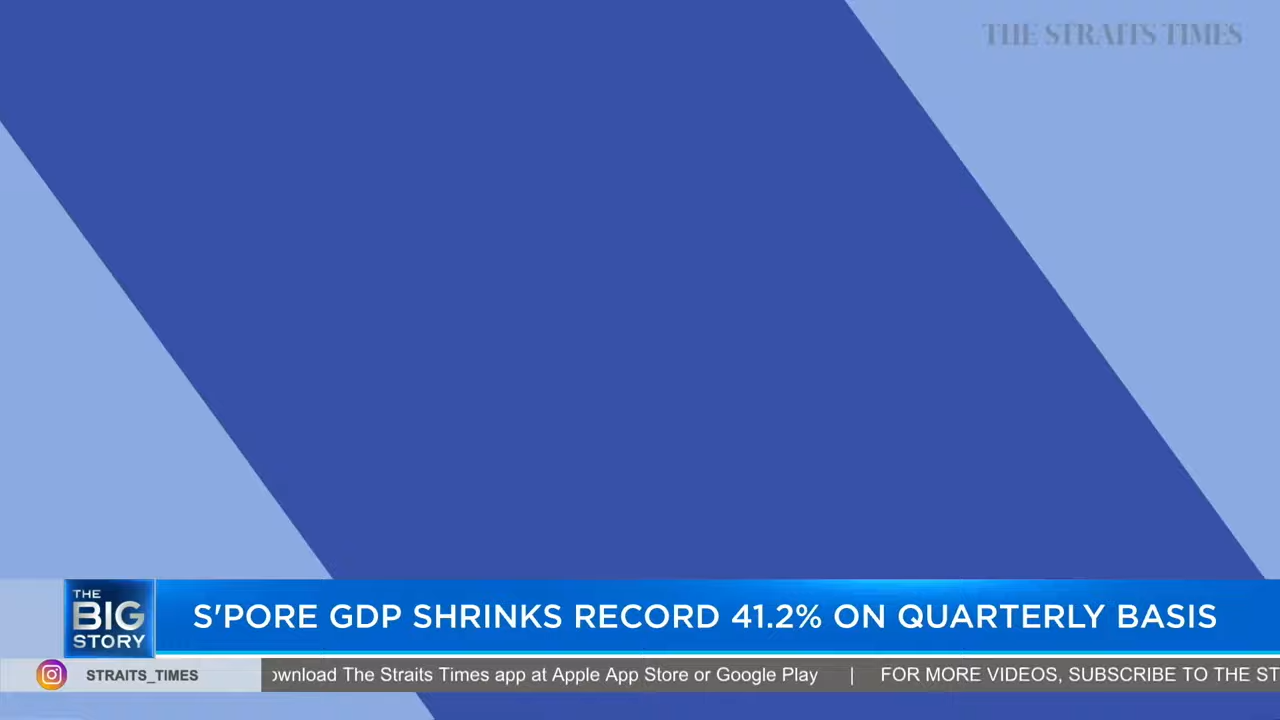 THE STRAITS TIMES
THE
BIG
STORY
S'PORE GDP SHRINKS RECORD 41.2% ON QUARTERLY BASIS
STRAITS_TIMES
ownload The Straits Times app at Apple App Store or Google Play | FOR MORE VIDEOS, SUBSCRIBE TO THE ST